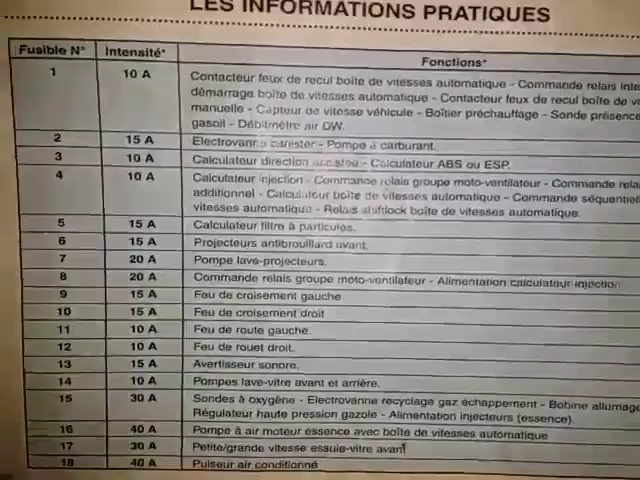 LES INFORMATIONS PRATIQUES
Fusible N° Intensité* Fonctions*
1 10 A Contacteur feux de recul boîte de vitesses automatique - Commande relais
démarrage boîte de vitesses automatique - Contacteur feux de recul boîte de
manuelle - Capteur de vitesse véhicule - Boîtier préchauffage - Sonde présence
gasoil - Débitmètre air DW.
2 15 A Electrovanne canister - Pompe à carburant.
3 10 A Calculateur direction assistée - Calculateur ABS ou ESP.
4 10 A Calculateur injection - Commande relais groupe moto-ventilateur - Commande
additionnel - Calculateur boîte de vitesses automatique - Commande
vitesses automatique - Relais shiftlock boîte de vitesses automatique.
5 15 A Calculateur filtre à particules.
6 15 A Projecteurs antibrouillard avant.
7 20 A Pompe lave-projecteurs.
8 20 A Commande relais groupe moto-ventilateur - Alimentation calculateur injection
9 15 A Feu de croisement gauche
10 15 A Feu de croisement droit
11 10 A Feu de route gauche.
12 10 A Feu de rouet droit.
13 15 A Avertisseur sonore.
14 10 A Pompes lave-vitre avant et arrière.
15 30 A Sondes à oxygène - Electrovanne recyclage gaz échappement - Bobine
Régulateur haute pression gazole - Alimentation injecteurs (essence).
16 40 A Pompe à air moteur essence avec boîte de vitesses automatique
17 30 A Petite/grande vitesse essuie-vitre avant
18 40 A Pulseur air conditionné